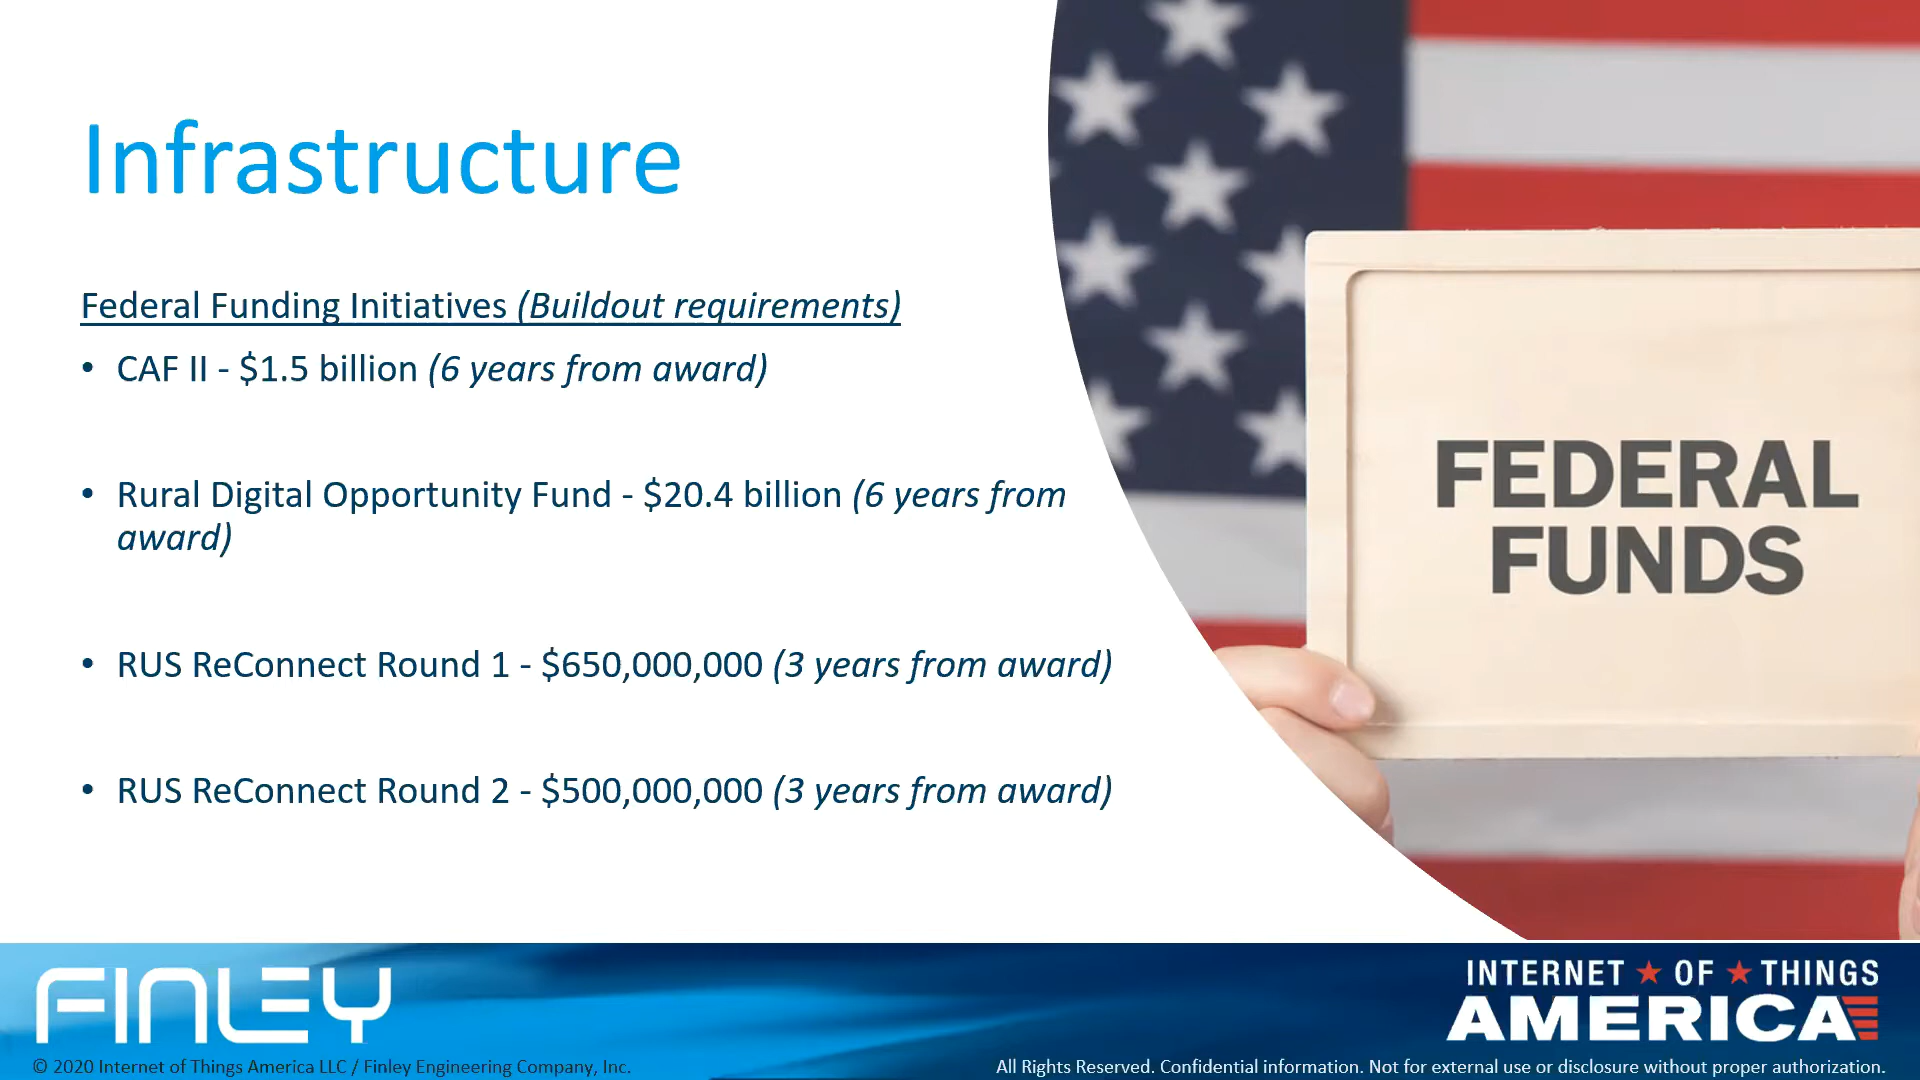 Infrastructure
Federal Funding Initiatives (Buildout requirements)
• CAF II - $1.5 billion (6 years from award)
• Rural Digital Opportunity Fund - $20.4 billion (6 years from
award)
• RUS ReConnect Round 1 - $650,000,000 (3 years from award)
• RUS ReConnect Round 2 - $500,000,000 (3 years from award)
FEDERAL
FUNDS
FINLEY
INTERNET ★ OF ★ THINGS
AMERICA
© 2020 Internet of Things America LLC / Finley Engineering Company, Inc.
All Rights Reserved. Confidential information. Not for external use or disclosure without proper authorization.